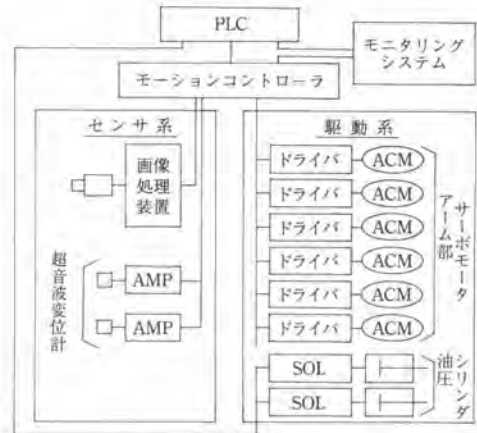 PLC
モニタリング
システム
モーションコントローラ
センサ系
画像
処理
装置
超音波変位計
AMP
AMP
駆動系
ドライバ ACM
ドライバ ACM
ドライバ ACM
ドライバ ACM
ドライバ ACM
ドライバ ACM
サーボモータ
アーム部
SOL
SOL
シリンダ
油圧